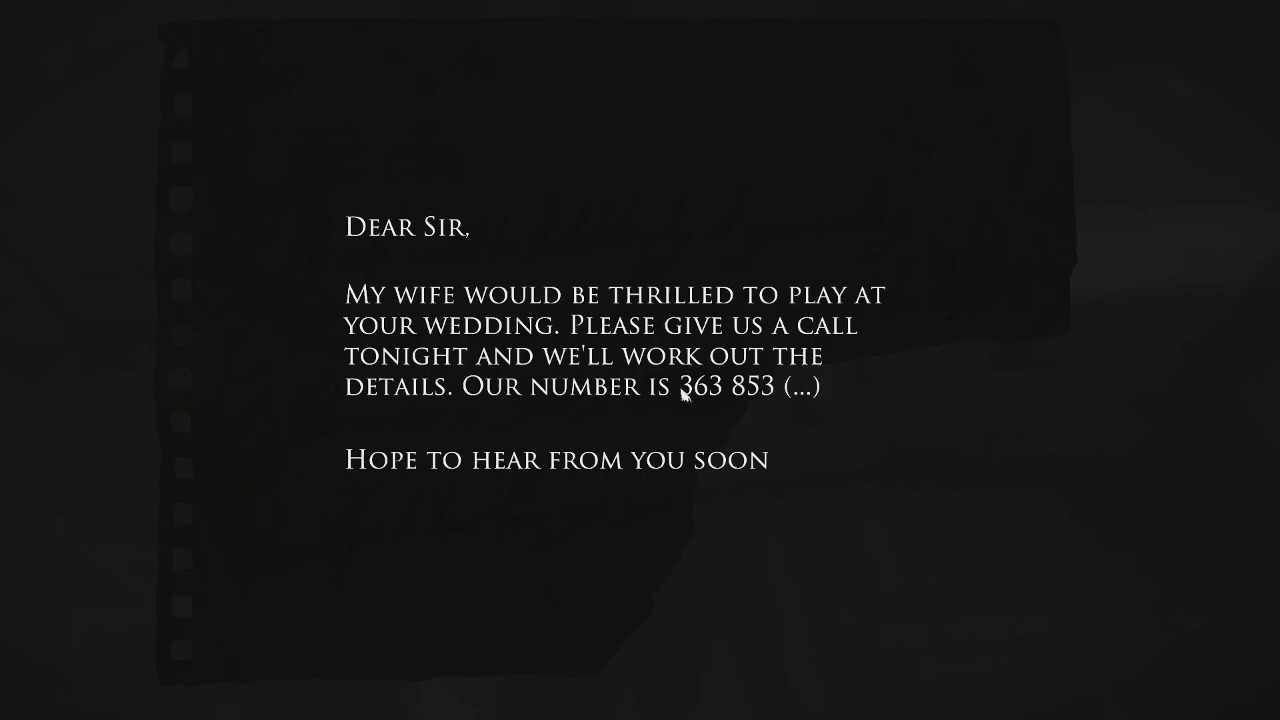 Dear Sir,
My wife would be thrilled to play at
your wedding. Please give us a call
tonight and we'll work out the
details. Our number is 363 853 (...)
Hope to hear from you soon